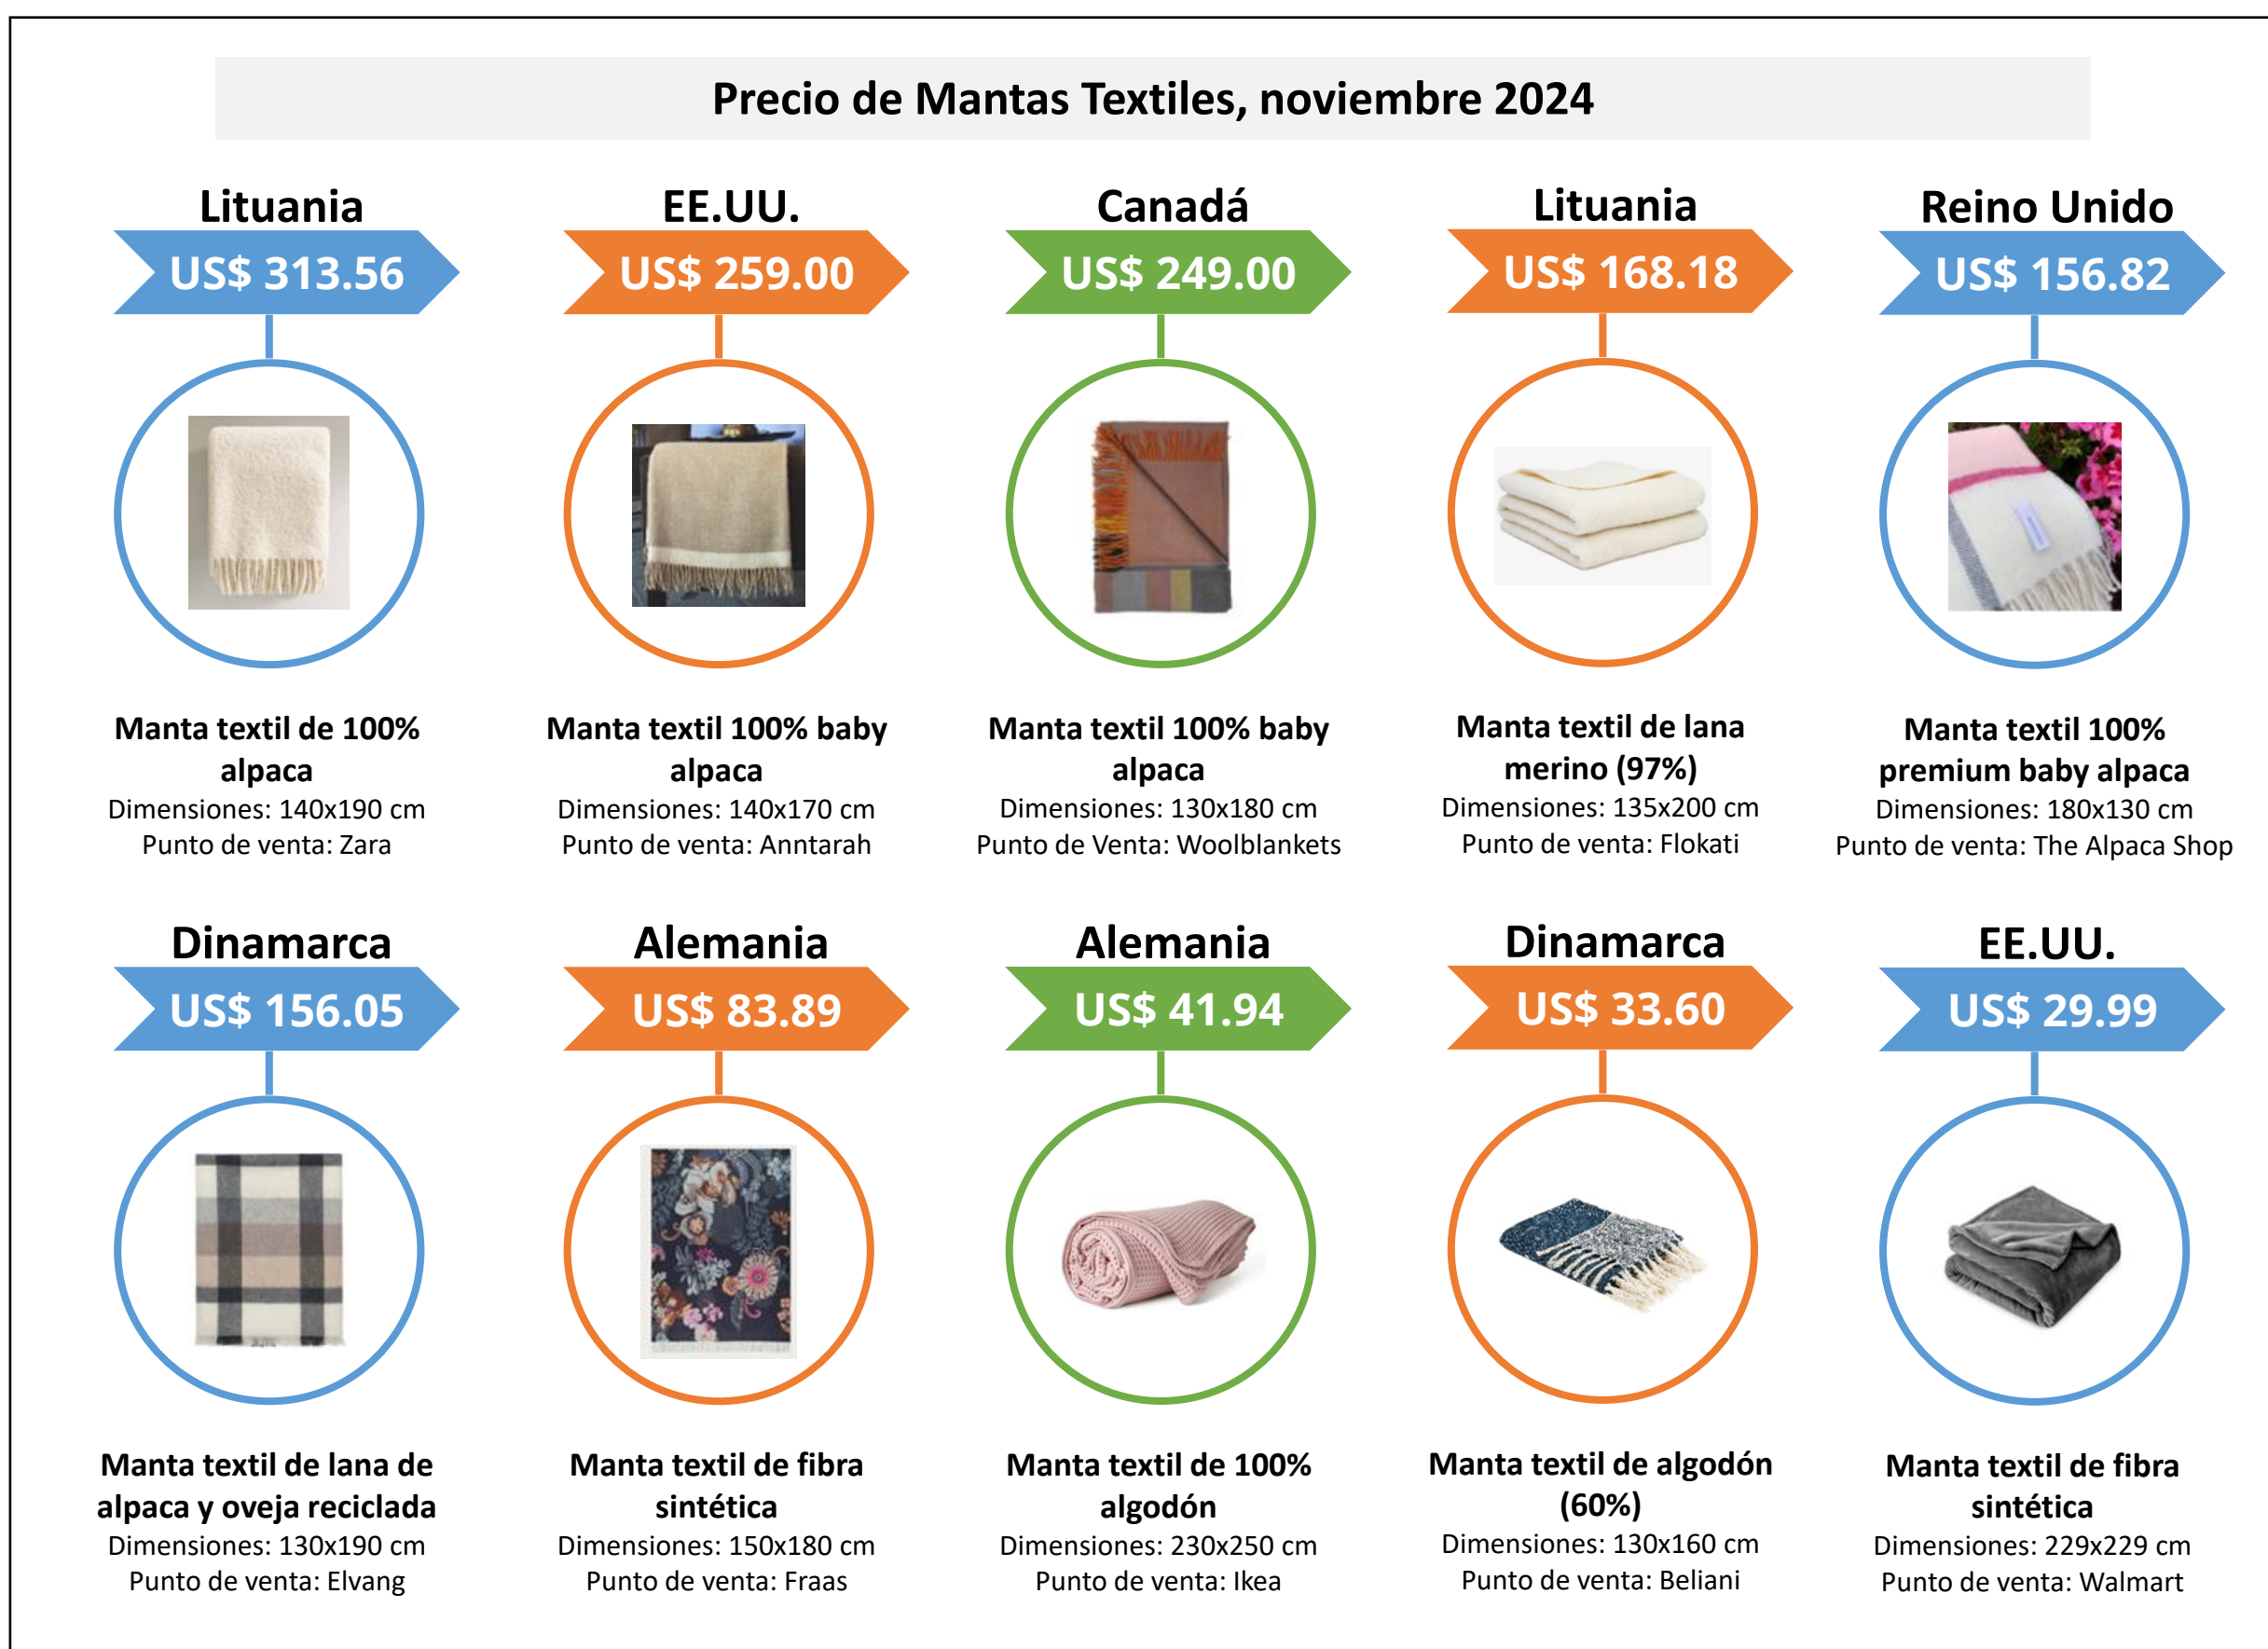 Precio de Mantas Textiles, noviembre 2024
Lituania
US$ 313.56
Manta textil de 100%
alpaca
Dimensiones: 140x190 cm
Punto de venta: Zara
EE.UU.
US$ 259.00
Manta textil 100% baby
alpaca
Dimensiones: 140x170 cm
Punto de venta: Anntarah
Canadá
US$ 249.00
Manta textil 100% baby
alpaca
Dimensiones: 130x180 cm
Punto de Venta: Woolblankets
Lituania
US$ 168.18
Manta textil de lana
merino (97%)
Dimensiones: 135x200 cm
Punto de venta: Flokati
Reino Unido
US$ 156.82
Manta textil 100%
premium baby alpaca
Dimensiones: 180x130 cm
Punto de venta: The Alpaca Shop
Dinamarca
US$ 156.05
Manta textil de lana de
alpaca y oveja reciclada
Dimensiones: 130x190 cm
Punto de venta: Elvang
Alemania
US$ 83.89
Manta textil de fibra
sintética
Dimensiones: 150x180 cm
Punto de venta: Fraas
Alemania
US$ 41.94
Manta textil de 100%
algodón
Dimensiones: 230x250 cm
Punto de venta: Ikea
Dinamarca
US$ 33.60
Manta textil de algodón
(60%)
Dimensiones: 130x160 cm
Punto de venta: Beliani
EE.UU.
US$ 29.99
Manta textil de fibra
sintética
Dimensiones: 229x229 cm
Punto de venta: Walmart